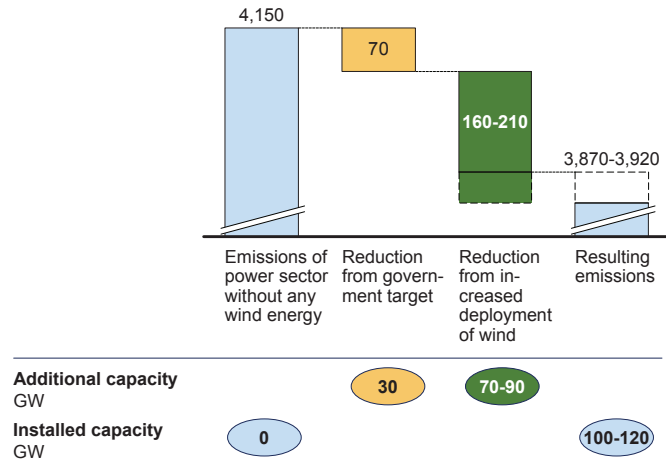 4,150
70
160-210
3,870-3,920
Emissions of
power sector
without any
wind energy
Reduction
from govern-
ment target
Reduction
from in-
creased
deployment
of wind
Resulting
emissions
Additional capacity
GW
30
70-90
Installed capacity
GW
0
100-120